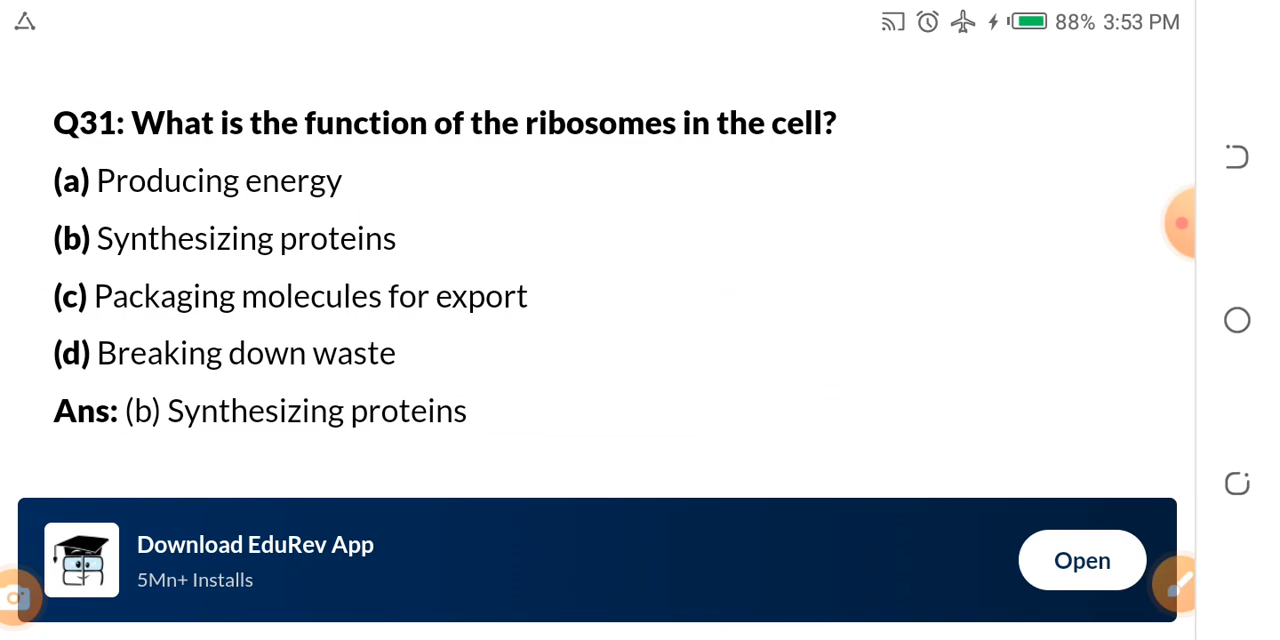 88% 3:53 PM
Q31: What is the function of the ribosomes in the cell?
(a) Producing energy
(b) Synthesizing proteins
(c) Packaging molecules for export
(d) Breaking down waste
Ans: (b) Synthesizing proteins
Download EduRev App
5Mn+ Installs
Open